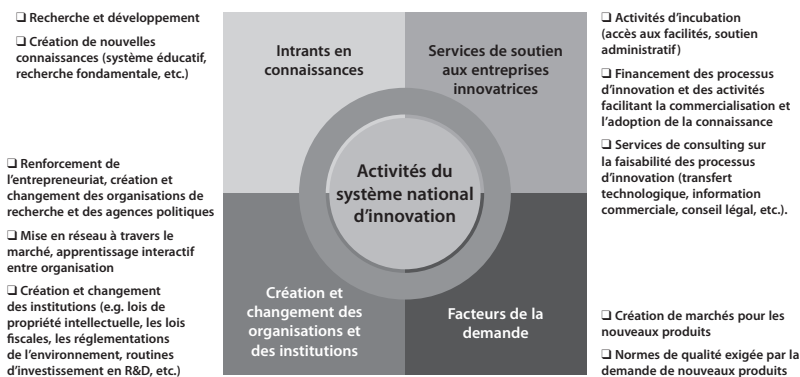 ❑ Recherche et développement
❑ Création de nouvelles
connaissances (système éducatif,
recherche fondamentale, etc.)
Intrants en
connaissances
Services de soutien
aux entreprises
innovatrices
❑ Activités d’incubation
(accès aux facilités, soutien
administratif)
❑ Financement des processus
d’innovation et des activités
facilitant la commercialisation et
l’adoption de la connaissance
❑ Services de consulting sur
la faisabilité des processus
d’innovation (transfert
technologique, information
commerciale, conseil légal, etc.).
Activités du
système national
d’innovation
❑ Renforcement de
l’entrepreneuriat, création et
changement des organisations de
recherche et des agences politiques
❑ Mise en réseau à travers le
marché, apprentissage interactif
entre organisation
❑ Création et changement
des institutions (e.g. lois de
propriété intellectuelle, les lois
fiscales, les réglementations
de l’environnement, routines
d’investissement en R&D, etc.)
Création et
changement des
organisations et
des institutions
Facteurs de la
demande
❑ Création de marchés pour les
nouveaux produits
❑ Normes de qualité exigée par la
demande de nouveaux produits